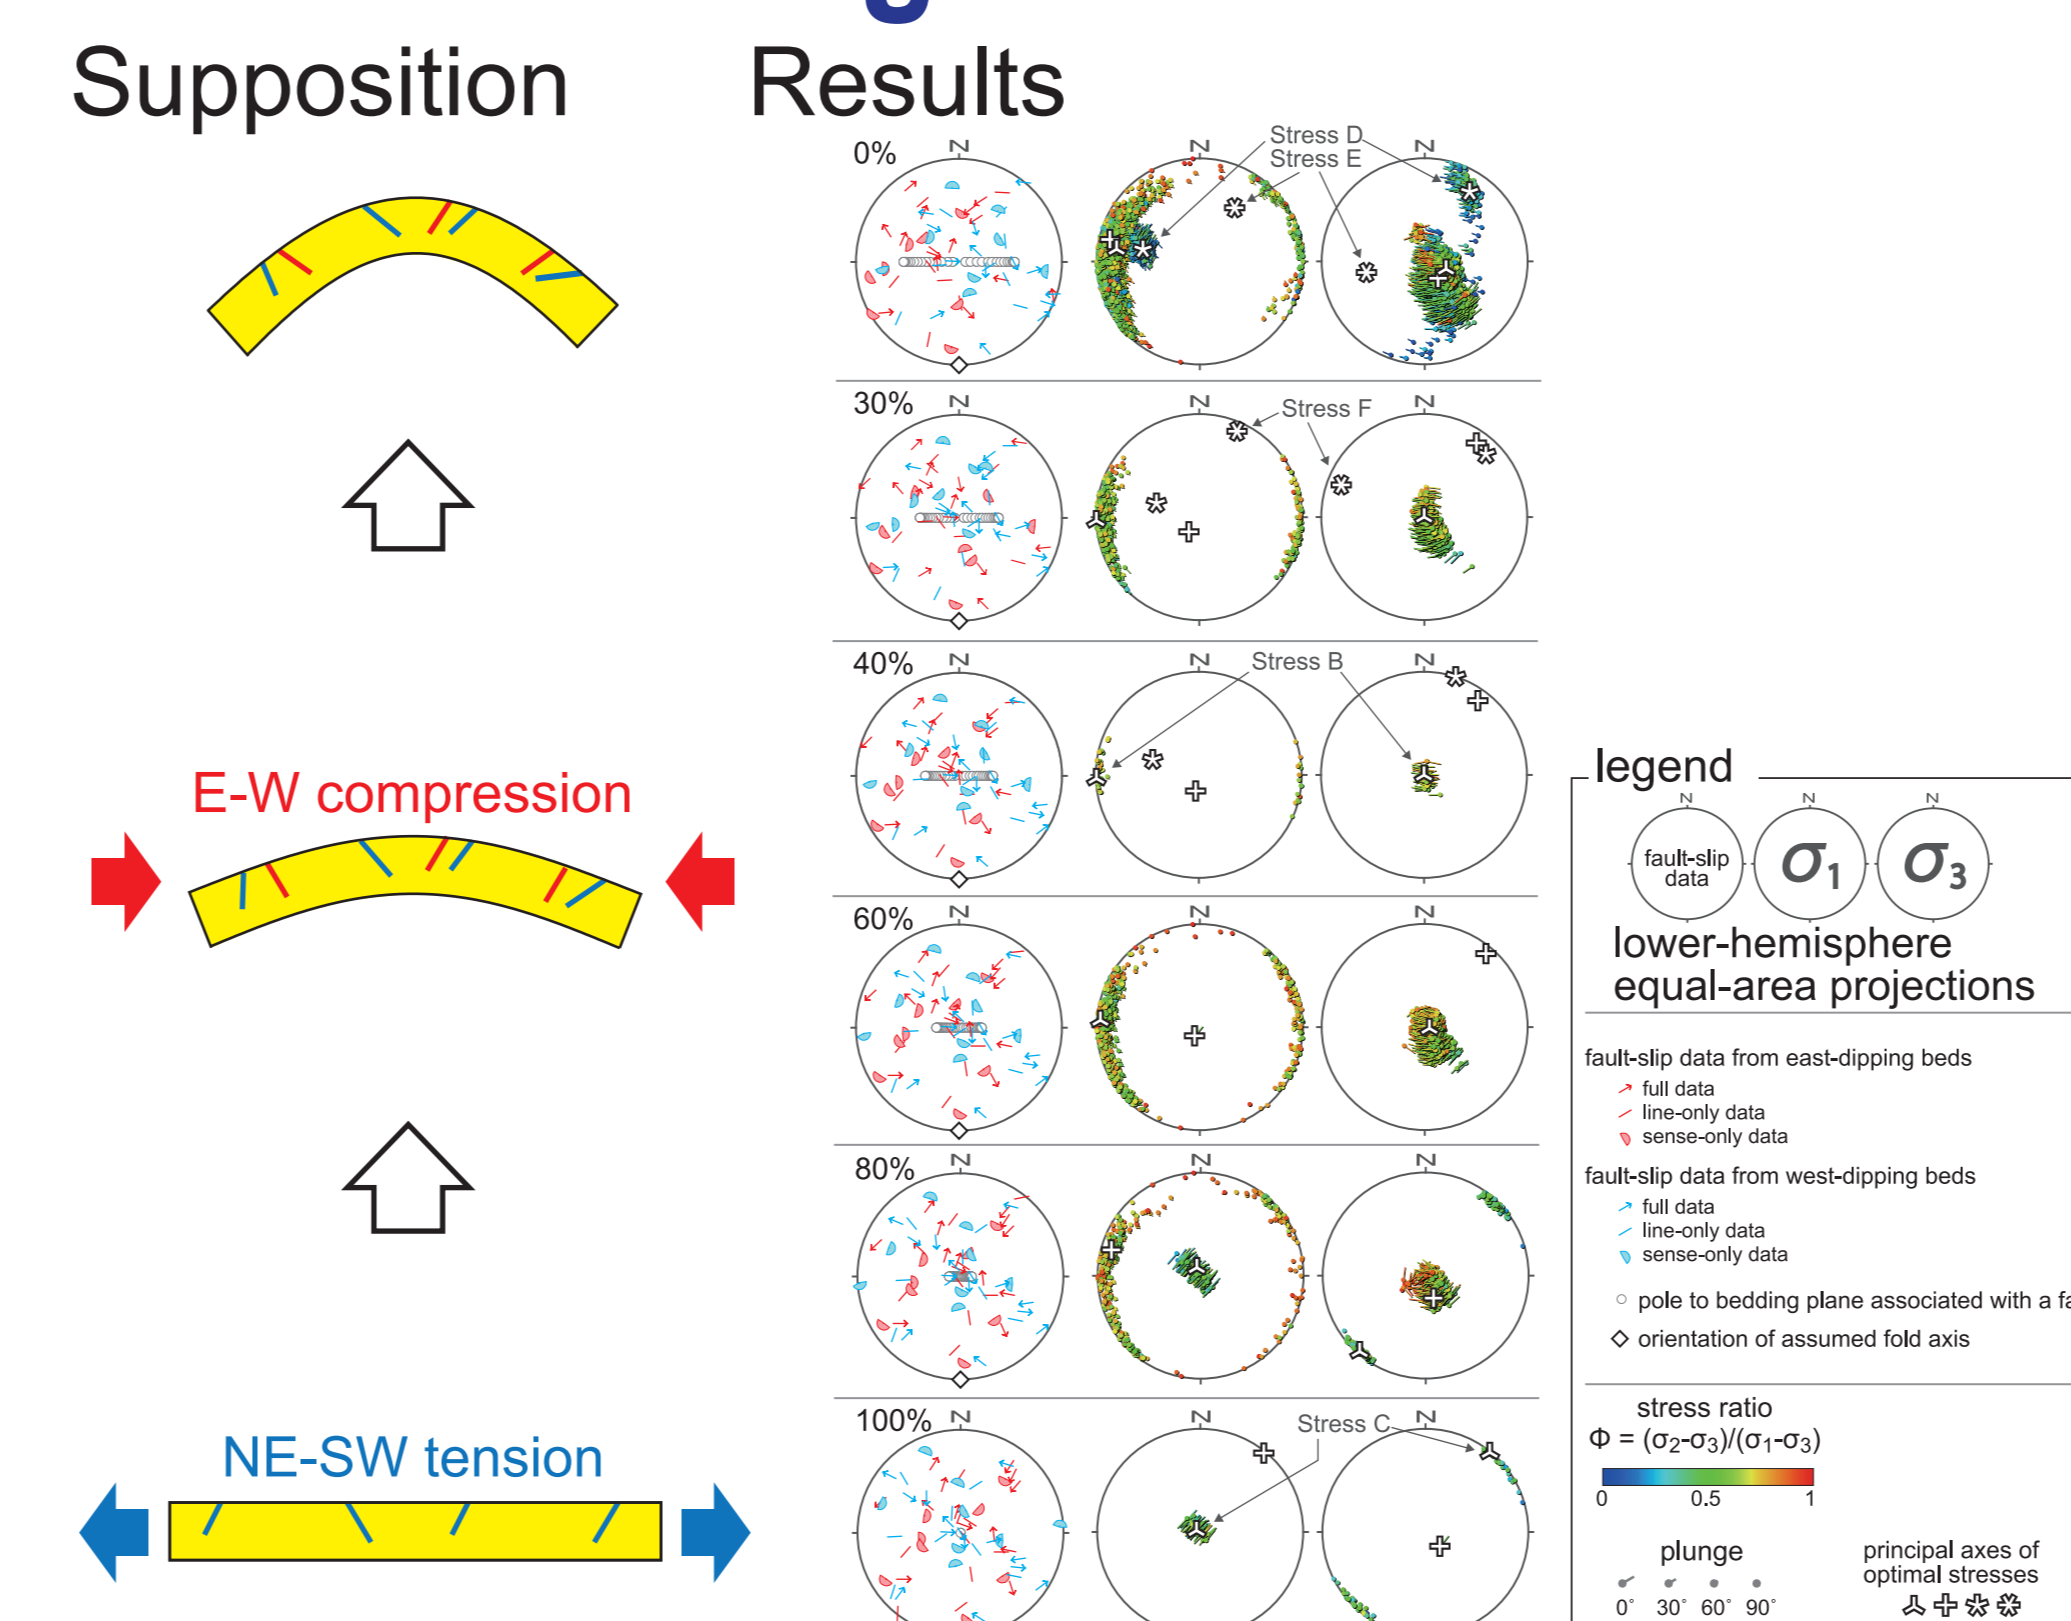 Supposition
Results
0%
N
N
N
Stress D
Stress E
30%
N
N
N
Stress F
40%
N
N
N
Stress B
E-W compression
60%
N
N
N
80%
N
N
N
NE-SW tension
100%
N
N
N
Stress C
legend
N
N
N
fault-slip
data
σ1
σ3
lower-hemisphere
equal-area projections
fault-slip data from east-dipping beds
full data
line-only data
sense-only data
fault-slip data from west-dipping beds
full data
line-only data
sense-only data
pole to bedding plane associated with a
orientation of assumed fold axis
stress ratio
Φ = (σ2-σ3)/(σ1-σ3)
0 0.5 1
plunge
0° 30° 60° 90°
principal axes of
optimal stresses